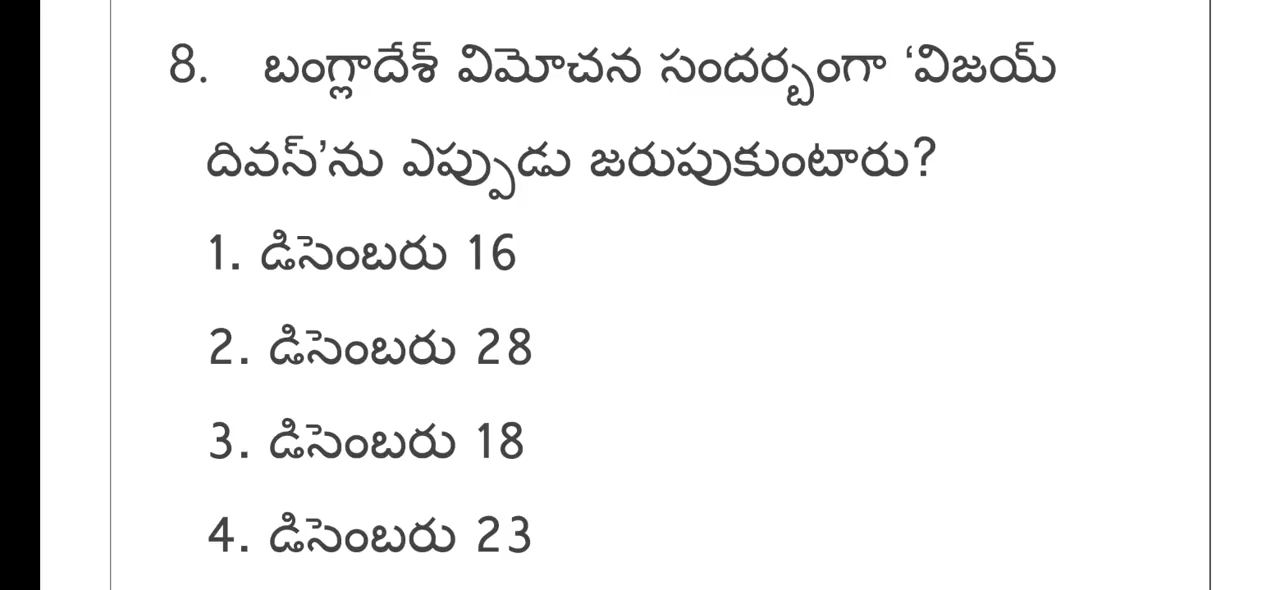 8. బంగ్లాదేశ్ విమోచన సందర్భంగా ‘విజయ్
దివస్’ను ఎప్పుడు జరుపుకుంటారు?
1. డిసెంబరు 16
2. డిసెంబరు 28
3. డిసెంబరు 18
4. డిసెంబరు 23